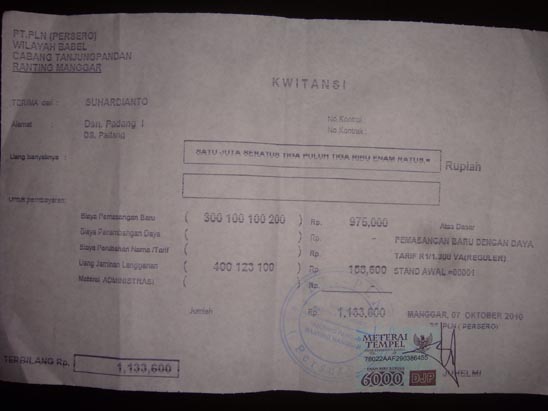 PT.PLN (PERSERO)
WILAYAH BABEL
CABANG TANJUNGPANDAN
RANTING MANGGAR
KWITANSI
TERIMA dari : SUHARDIANTO
No.Kontrol
No.Kontrak:
Alamat : Dsn. Padang I
DS. Padang
Uang banyaknya : SATU JUTA SERATUS TIGA PULUH TIGA RIBU ENAM RATUS.= Rupiah
Untuk pembayaran:
Biaya Pemasangan Baru ( 300 100 100 200 ) Rp. 975,000 Atas Dasar
Biaya Penambangan Daya ( ) Rp. - PEMASANGAN BARU DENGAN DAYA
Biaya Perubahan Nama /Tarif ( ) Rp. - TARIF R1/1.300 VA(REGULER)
Uang Jaminan Langganan ( 400 123 100 ) Rp. 158,600 STAND AWAL =00001
Materai ADMINISTRASI ( ) Rp. -
Jumlah Rp. 1,133,600 MANGGAR, 07 OKTOBER 2010
PT.PLN ( PERSERO)
METERAI
TEMPEL
6000 DJP
TERBILANG Rp. 1,133,600